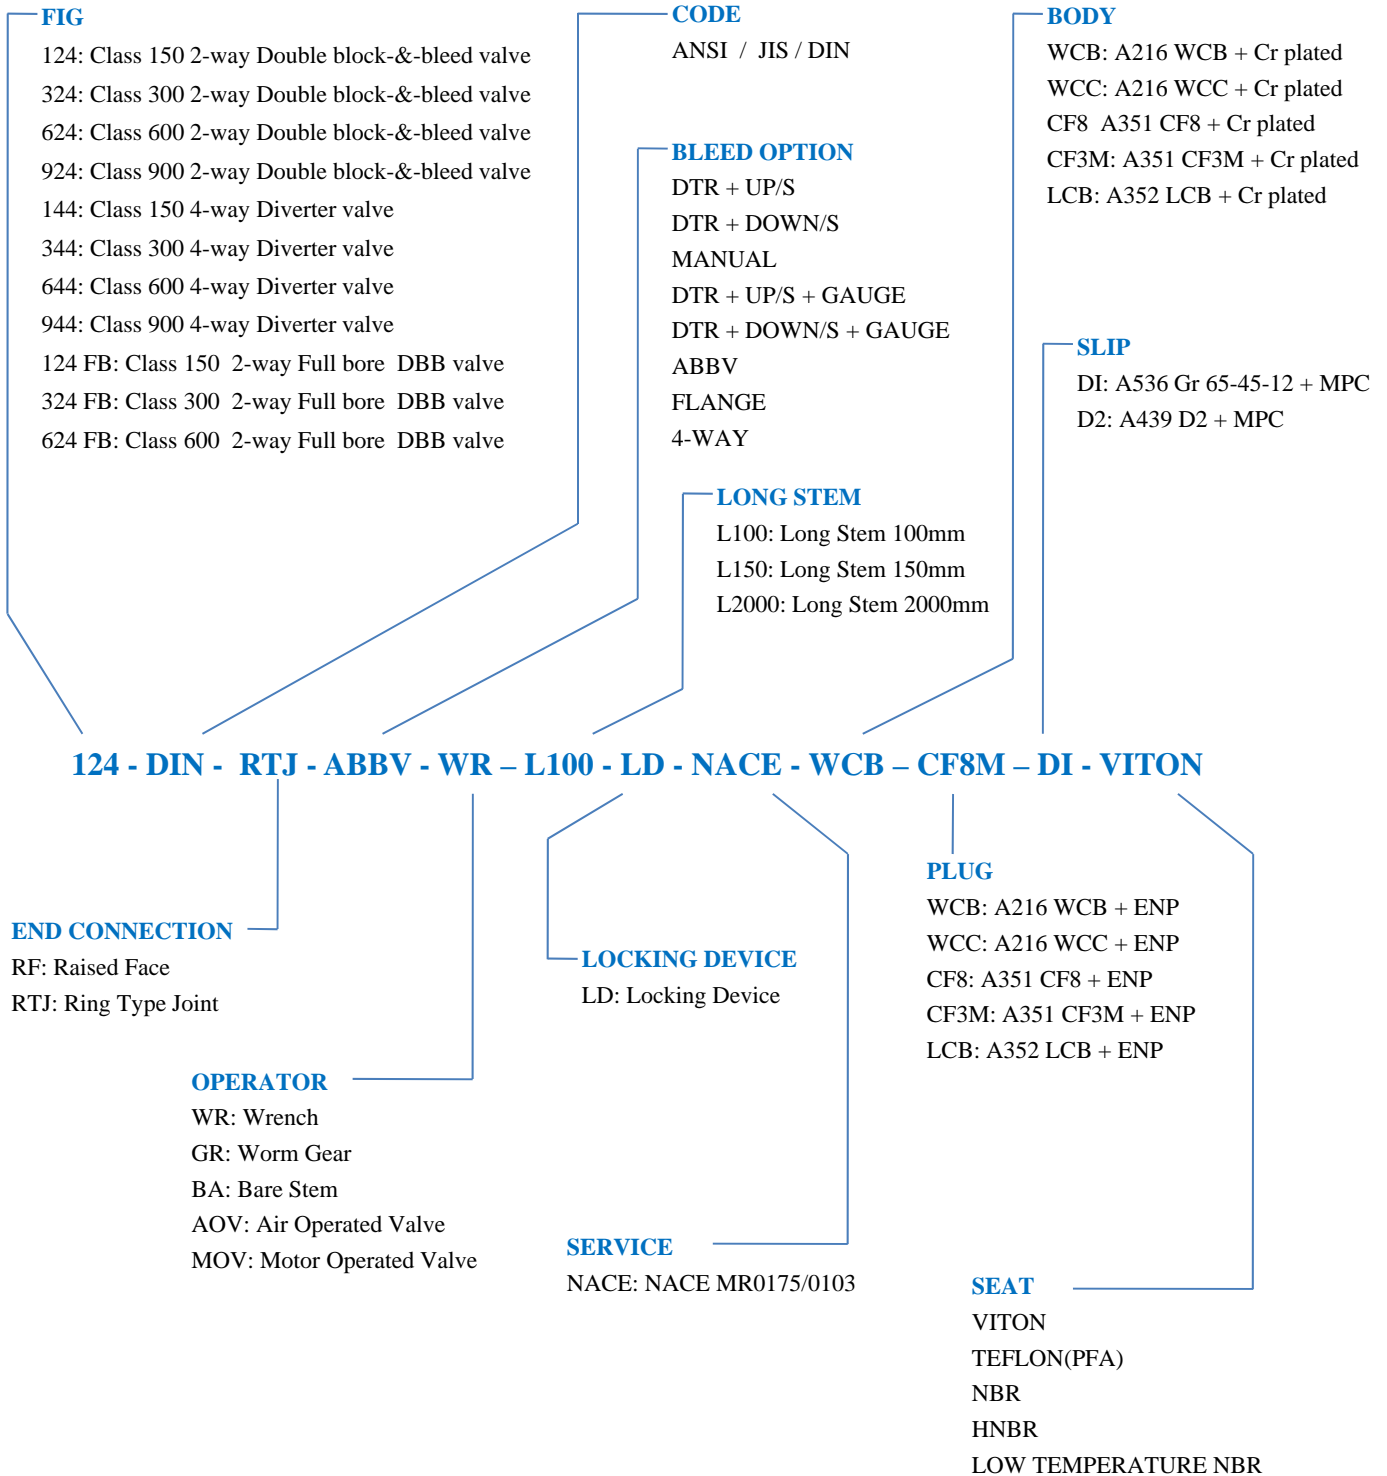 FIG
124: Class 150 2-way Double block-&-bleed valve
324: Class 300 2-way Double block-&-bleed valve
624: Class 600 2-way Double block-&-bleed valve
924: Class 900 2-way Double block-&-bleed valve
144: Class 150 4-way Diverter valve
344: Class 300 4-way Diverter valve
644: Class 600 4-way Diverter valve
944: Class 900 4-way Diverter valve
124 FB: Class 150 2-way Full bore DBB valve
324 FB: Class 300 2-way Full bore DBB valve
624 FB: Class 600 2-way Full bore DBB valve
CODE
ANSI / JIS / DIN
BLEED OPTION
DTR + UP/S
DTR + DOWN/S
MANUAL
DTR + UP/S + GAUGE
DTR + DOWN/S + GAUGE
ABBV
FLANGE
4-WAY
LONG STEM
L100: Long Stem 100mm
L150: Long Stem 150mm
L2000: Long Stem 2000mm
BODY
WCB: A216 WCB + Cr plated
WCC: A216 WCC + Cr plated
CF8 A351 CF8 + Cr plated
CF3M: A351 CF3M + Cr plated
LCB: A352 LCB + Cr plated
SLIP
DI: A536 Gr 65-45-12 + MPC
D2: A439 D2 + MPC
124 - DIN - RTJ - ABBV - WR – L100 - LD - NACE - WCB – CF8M – DI - VITON
END CONNECTION
RF: Raised Face
RTJ: Ring Type Joint
OPERATOR
WR: Wrench
GR: Worm Gear
BA: Bare Stem
AOV: Air Operated Valve
MOV: Motor Operated Valve
LOCKING DEVICE
LD: Locking Device
SERVICE
NACE: NACE MR0175/0103
PLUG
WCB: A216 WCB + ENP
WCC: A216 WCC + ENP
CF8: A351 CF8 + ENP
CF3M: A351 CF3M + ENP
LCB: A352 LCB + ENP
SEAT
VITON
TEFLON(PFA)
NBR
HNBR
LOW TEMPERATURE NBR